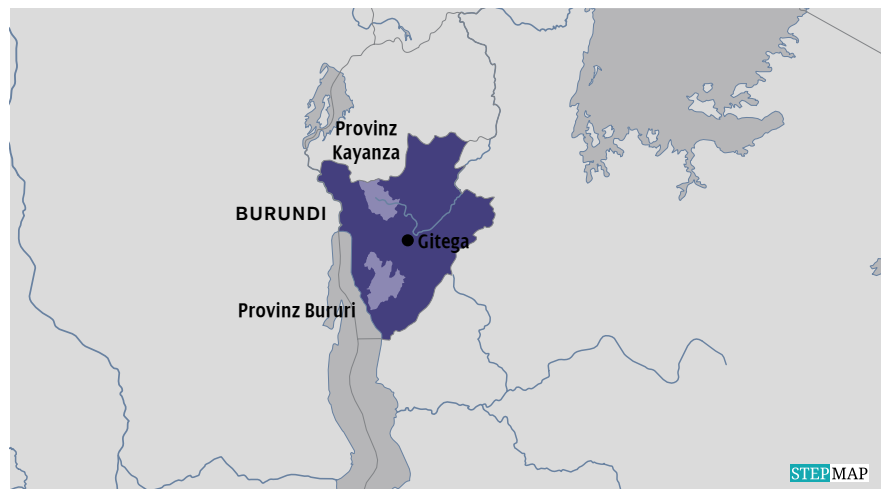 Provinz
Kayanza
BURUNDI
Gitega
Provinz Bururi
STEPMAP